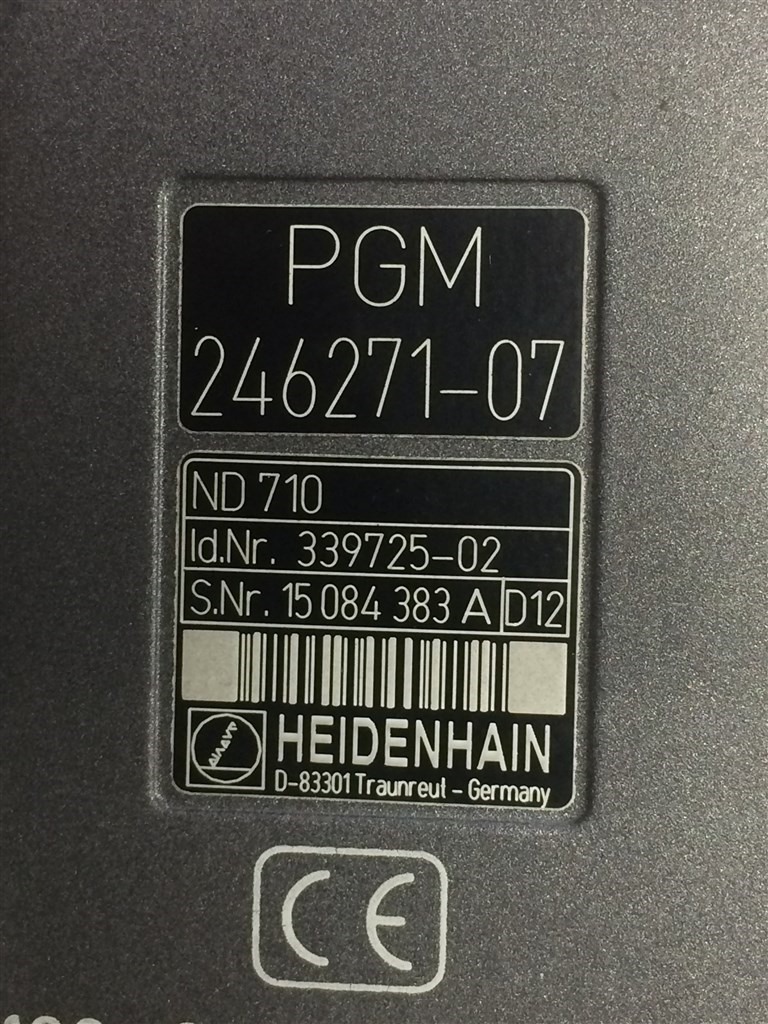 PGM
246271-07
ND 710
Id.Nr. 339725-02
S.Nr. 15 084 383 A D12
HEIDENHAIN
D-83301 Traunreut - Germany
CE